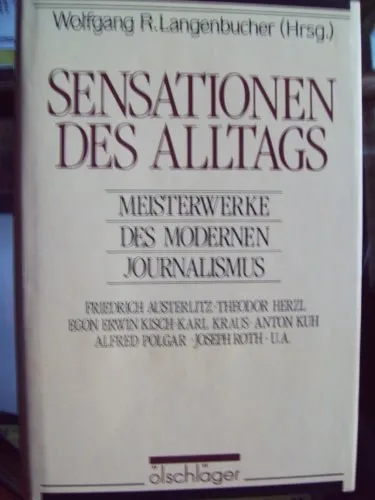 Wolfgang R. Langenbucher (Hrsg.)
SENSATIONEN
DES ALLTAGS
MEISTERWERKE
DES MODERNEN
JOURNALISMUS
FRIEDRICH AUSTERLITZ · THEODOR HERZL
EGON ERWIN KISCH · KARL KRAUS · ANTON KUH
ALFRED POLGAR · JOSEPH ROTH · U.A.
ölschläger